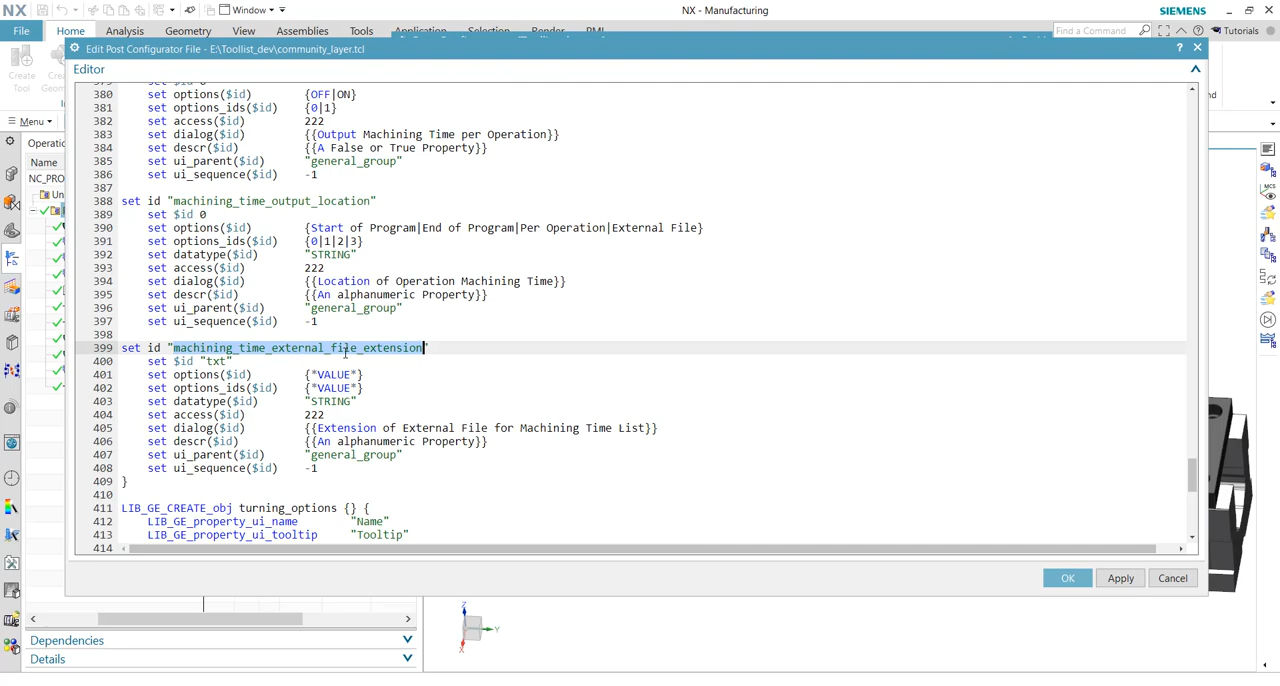 NX
Window
NX - Manufacturing
SIEMENS
File
Home
Analysis
Geometry
View
Assemblies
Tools
Application
Selection
Render
PMI
Find a Command
Tutorials
Edit Post Configurator File - E:\Toollist_dev\community_layer.tcl
Editor
Create
Tool
Menu
Operatio
Name
NC_PRO
Un
380 set options($id) {OFF|ON}
381 set options_ids($id) {0|1}
382 set access($id) 222
383 set dialog($id) {{Output Machining Time per Operation}}
384 set descr($id) {{A False or True Property}}
385 set ui_parent($id) "general_group"
386 set ui_sequence($id) -1
387
388 set id "machining_time_output_location"
389 set $id 0
390 set options($id) {Start of Program|End of Program|Per Operation|External File}
391 set options_ids($id) {0|1|2|3}
392 set datatype($id) "STRING"
393 set access($id) 222
394 set dialog($id) {{Location of Operation Machining Time}}
395 set descr($id) {{An alphanumeric Property}}
396 set ui_parent($id) "general_group"
397 set ui_sequence($id) -1
398
399 set id "machining_time_external_file_extension"
400 set $id "txt"
401 set options($id) {*VALUE*}
402 set options_ids($id) {*VALUE*}
403 set datatype($id) "STRING"
404 set access($id) 222
405 set dialog($id) {{Extension of External File for Machining Time List}}
406 set descr($id) {{An alphanumeric Property}}
407 set ui_parent($id) "general_group"
408 set ui_sequence($id) -1
409 }
410
411 LIB_GE_CREATE_obj turning_options {} {
412 LIB_GE_property_ui_name "Name"
413 LIB_GE_property_ui_tooltip "Tooltip"
414
OK
Apply
Cancel
Dependencies
Details
Z
Y
X